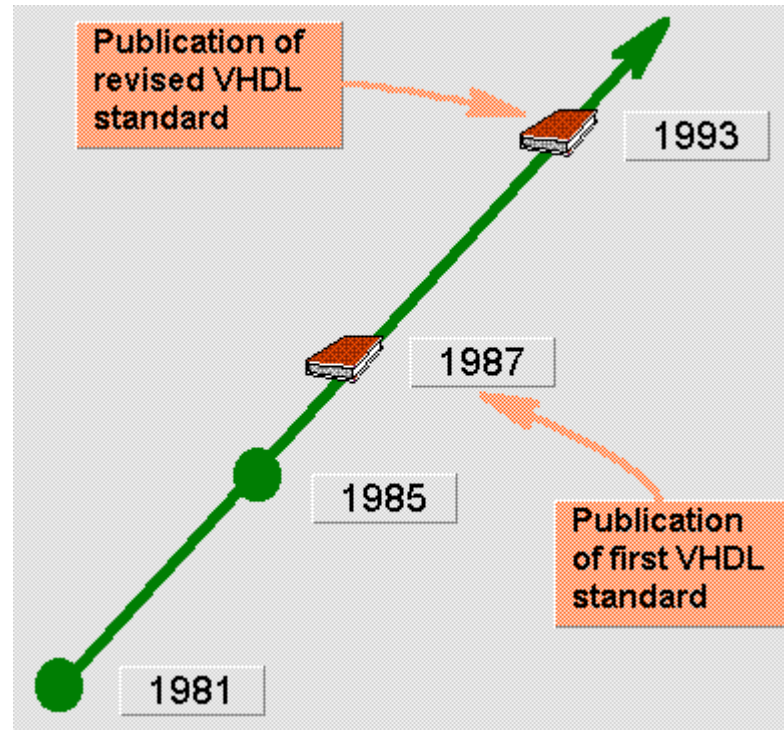 Publication of
revised VHDL
standard
1993
1987
1985
Publication
of first VHDL
standard
1981